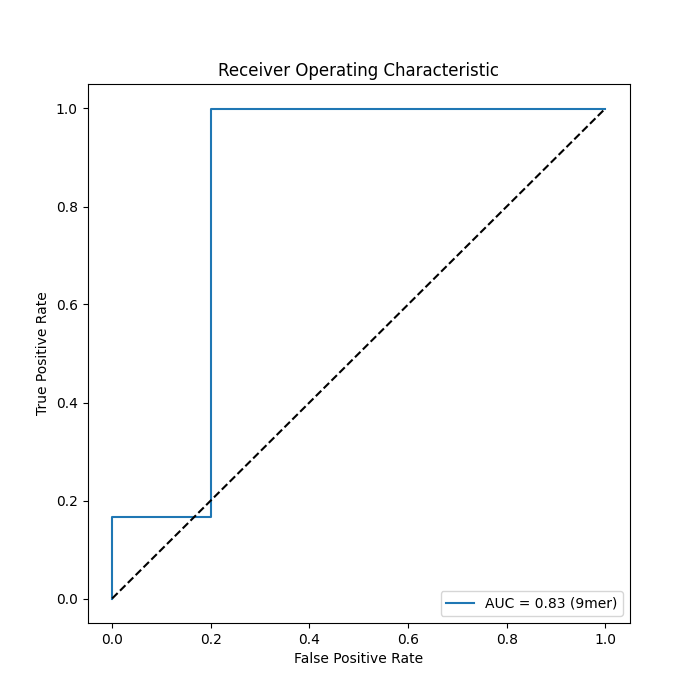 Receiver Operating Characteristic
True Positive Rate
1.0
0.8
0.6
0.4
0.2
0.0
AUC = 0.83 (9mer)
0.0 0.2 0.4 0.6 0.8 1.0
False Positive Rate